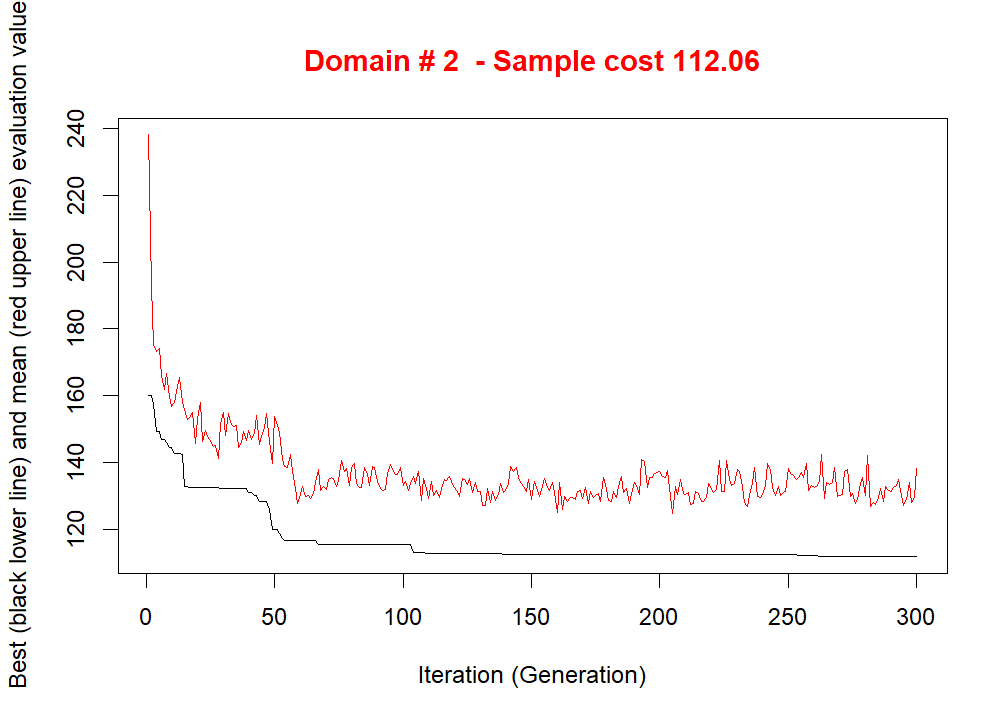 Domain # 2  - Sample cost 112.06
Best (black lower line) and mean (red upper line) evaluation value
240
220
200
180
160
140
120
0 50 100 150 200 250 300
Iteration (Generation)